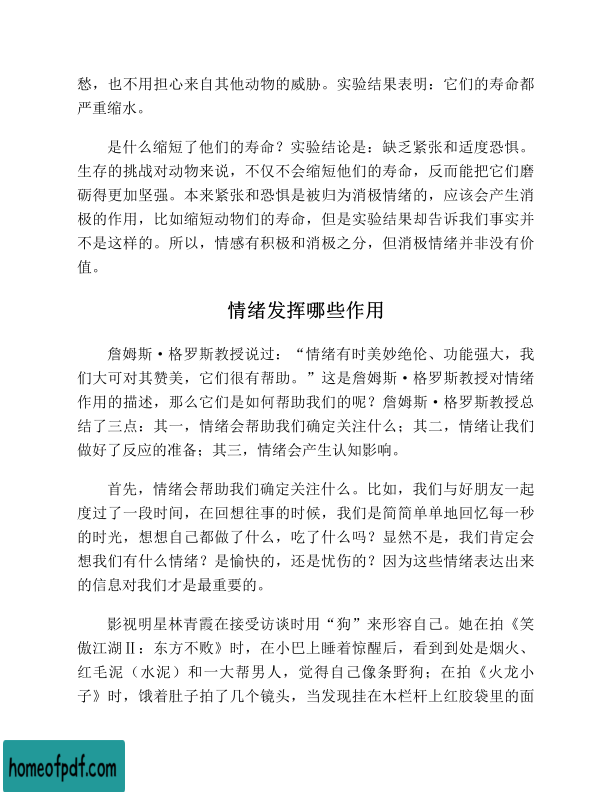 愁，也不用担心来自其他动物的威胁。实验结果表明：它们的寿命都
严重缩水。
是什么缩短了他们的寿命？实验结论是：缺乏紧张和适度恐惧。
生存的挑战对动物来说，不仅不会缩短他们的寿命，反而能把它们磨
砺得更加坚强。本来紧张和恐惧是被归为消极情绪的，应该会产生消
极的作用，比如缩短动物们的寿命，但是实验结果却告诉我们事实并
不是这样的。所以，情感有积极和消极之分，但消极情绪并非没有价
值。
情绪发挥哪些作用
詹姆斯·格罗斯教授说过：“情绪有时美妙绝伦、功能强大，我
们大可对其赞美，它们很有帮助。”这是詹姆斯·格罗斯教授对情绪
作用的描述，那么它们是如何帮助我们的呢？詹姆斯·格罗斯教授总
结了三点：其一，情绪会帮助我们确定关注什么；其二，情绪让我们
做好了反应的准备；其三，情绪会产生认知影响。
首先，情绪会帮助我们确定关注什么。比如，我们与好朋友一起
度过了一段时间，在回想往事的时候，我们是简简单单地回忆每一秒
的时光，想想自己都做了什么，吃了什么吗？显然不是，我们肯定会
想我们有什么情绪？是愉快的，还是忧伤的？因为这些情绪表达出来
的信息对我们才是最重要的。
影视明星林青霞在接受访谈时用“狗”来形容自己。她在拍《笑
傲江湖Ⅱ：东方不败》时，在小巴上睡着惊醒后，看到到处是烟火、
红毛泥（水泥）和一大帮男人，觉得自己像条野狗；在拍《火龙小
子》时，饿着肚子拍了几个镜头，当发现挂在木栏杆上红胶袋里的面
homeofpdf.com